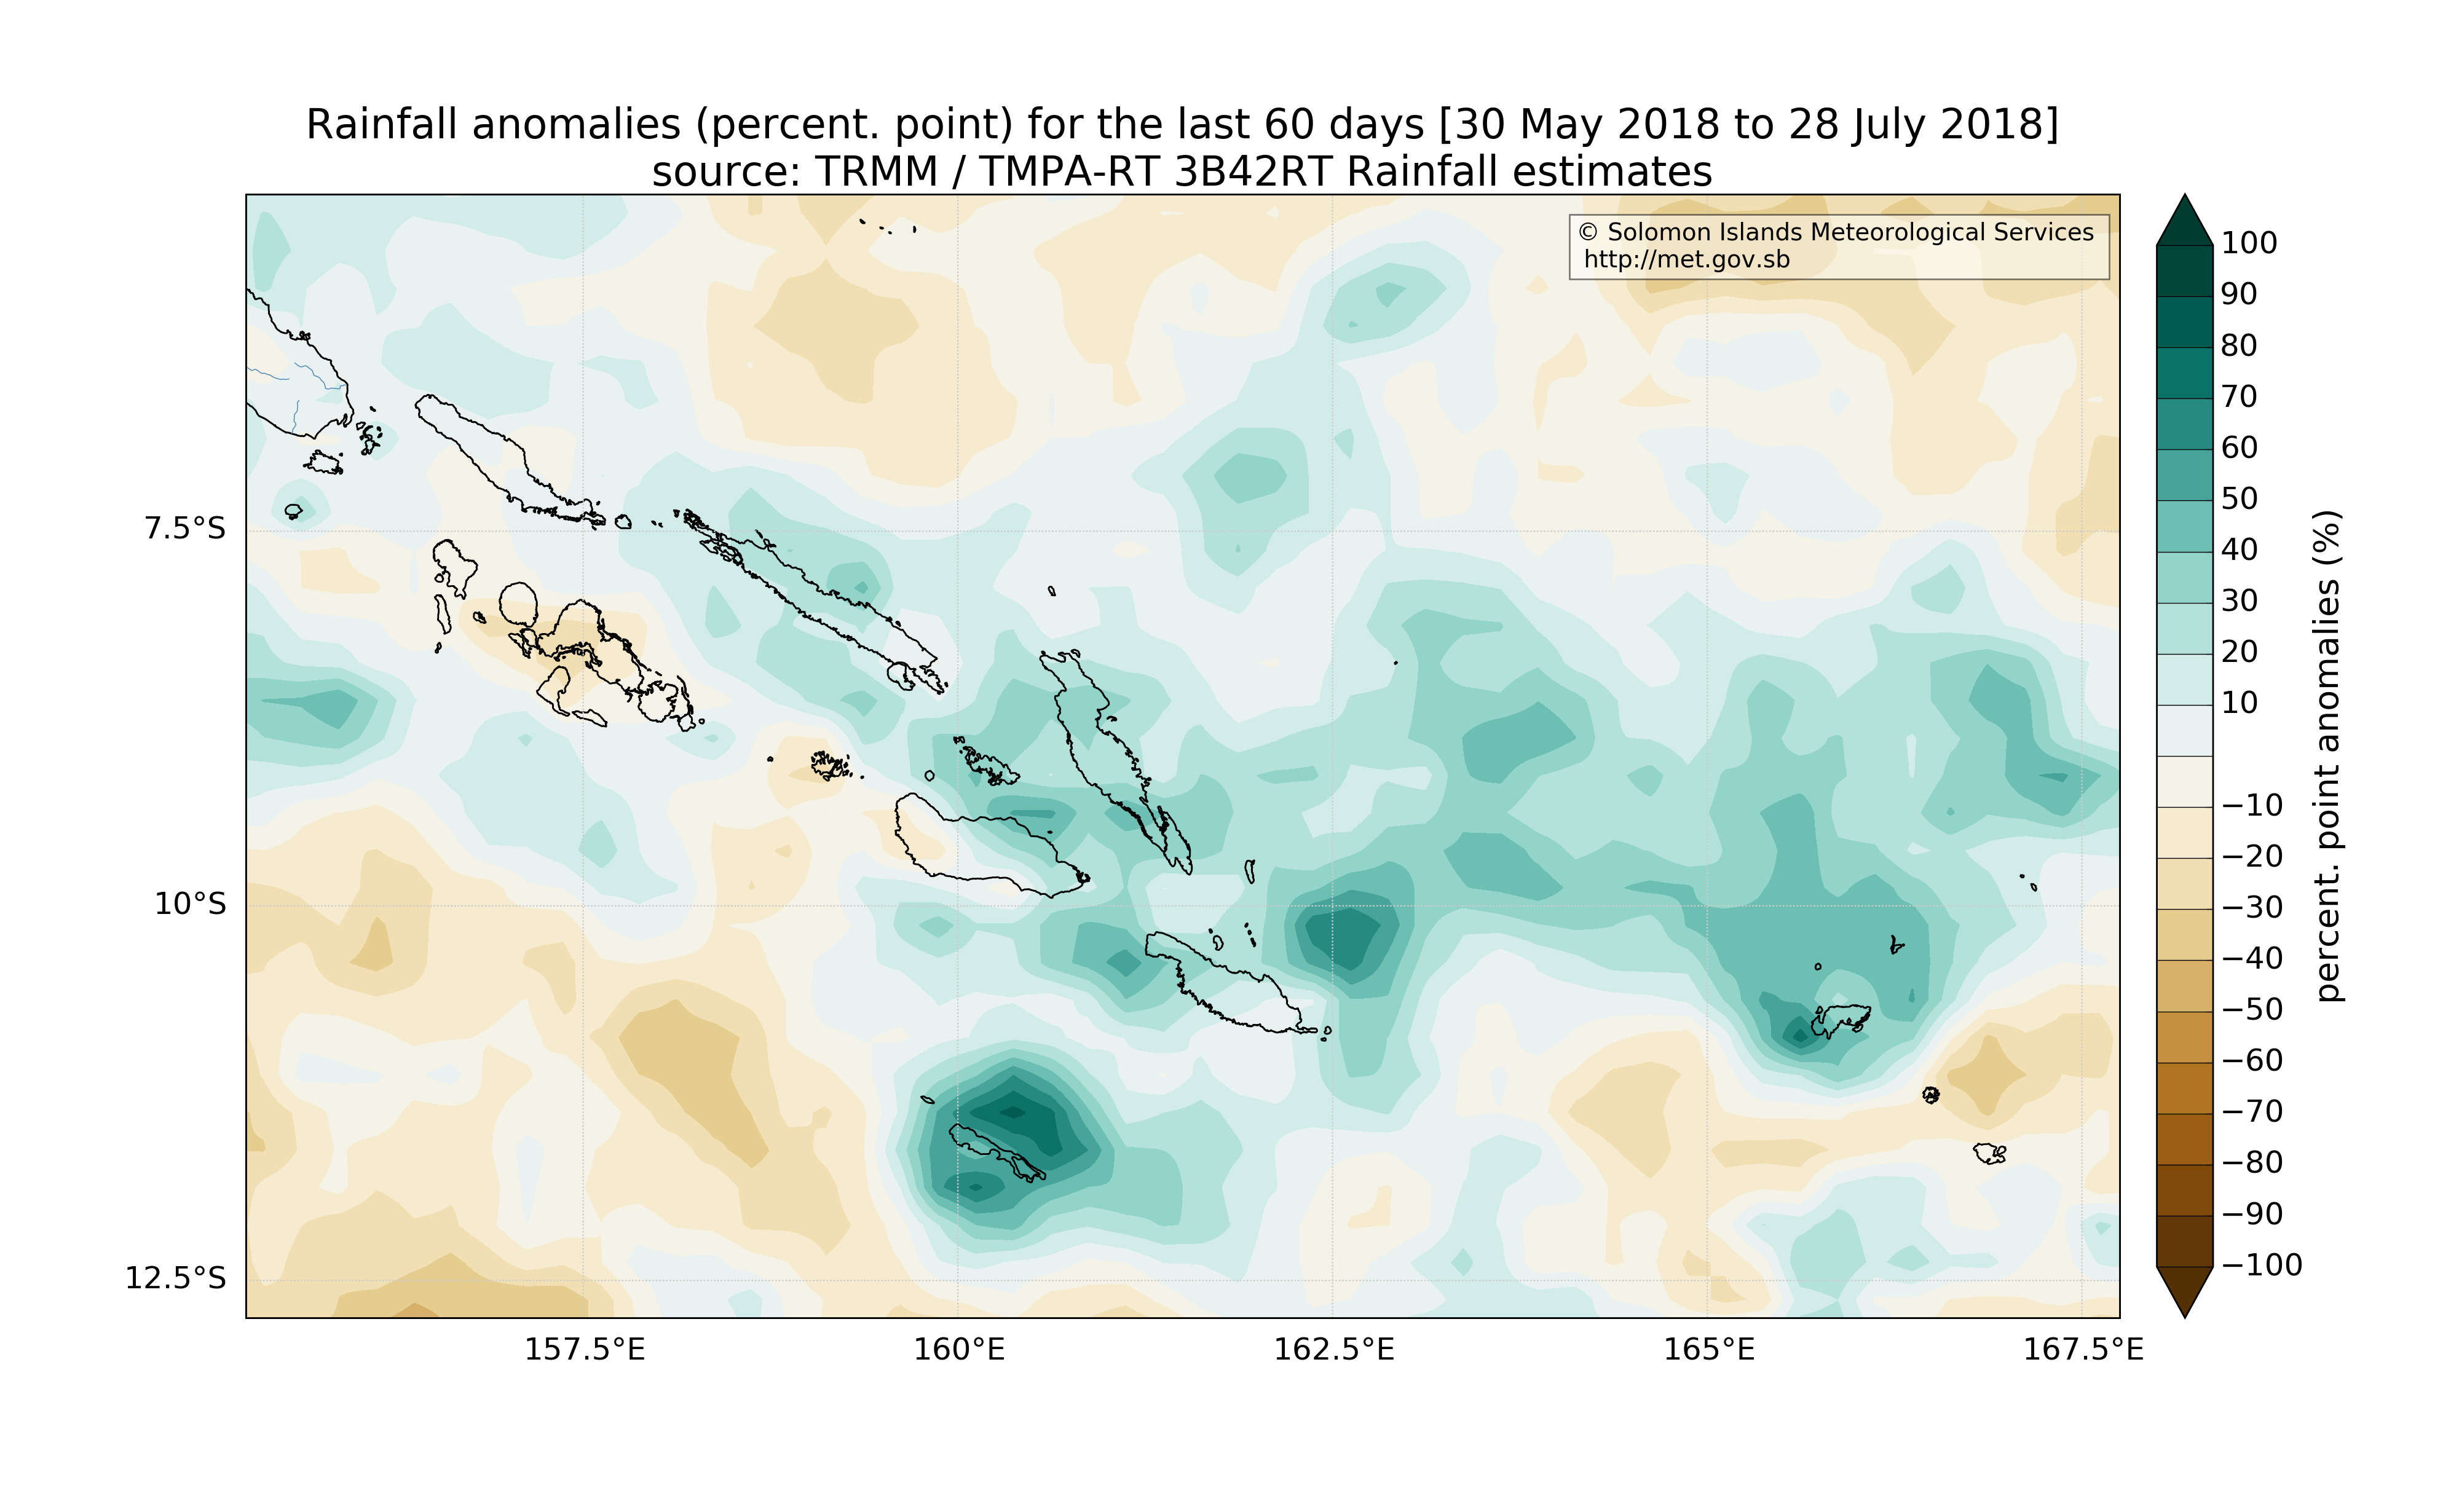 Rainfall anomalies (percent. point) for the last 60 days [30 May 2018 to 28 July 2018]
source: TRMM / TMPA-RT 3B42RT Rainfall estimates
© Solomon Islands Meteorological Services
http://met.gov.sb
7.5°S
10°S
12.5°S
157.5°E
160°E
162.5°E
165°E
167.5°E
100
90
80
70
60
50
40
30
20
10
−10
−20
−30
−40
−50
−60
−70
−80
−90
−100
percent. point anomalies (%)